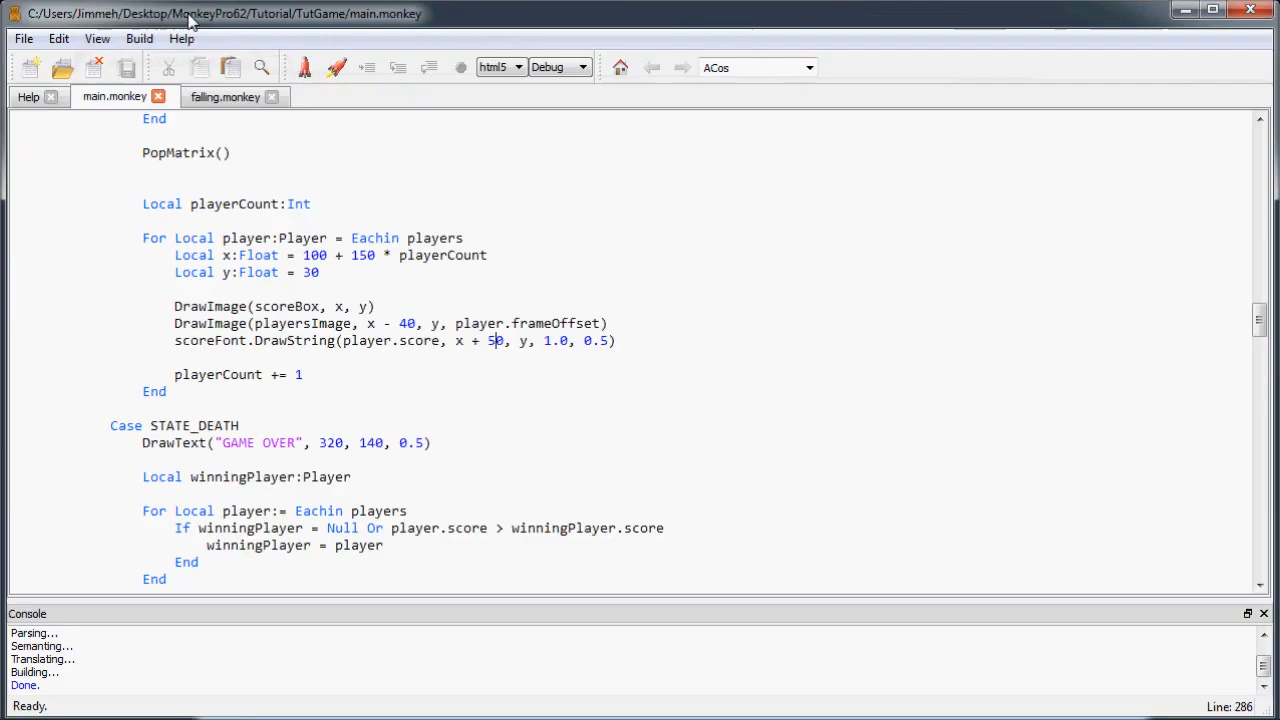 C:/Users/Jimmeh/Desktop/MonkeyPro62/Tutorial/TutGame/main.monkey
File Edit View Build Help
html5 Debug ACos
Help main.monkey falling.monkey
End
PopMatrix()
Local playerCount:Int
For Local player:Player = Eachin players
Local x:Float = 100 + 150 * playerCount
Local y:Float = 30
DrawImage(scoreBox, x, y)
DrawImage(playersImage, x - 40, y, player.frameOffset)
scoreFont.DrawString(player.score, x + 50, y, 1.0, 0.5)
playerCount += 1
End
Case STATE_DEATH
DrawText("GAME OVER", 320, 140, 0.5)
Local winningPlayer:Player
For Local player:= Eachin players
If winningPlayer = Null Or player.score > winningPlayer.score
winningPlayer = player
End
End
Console
Parsing...
Semanting...
Translating...
Building...
Done.
Ready. Line: 286